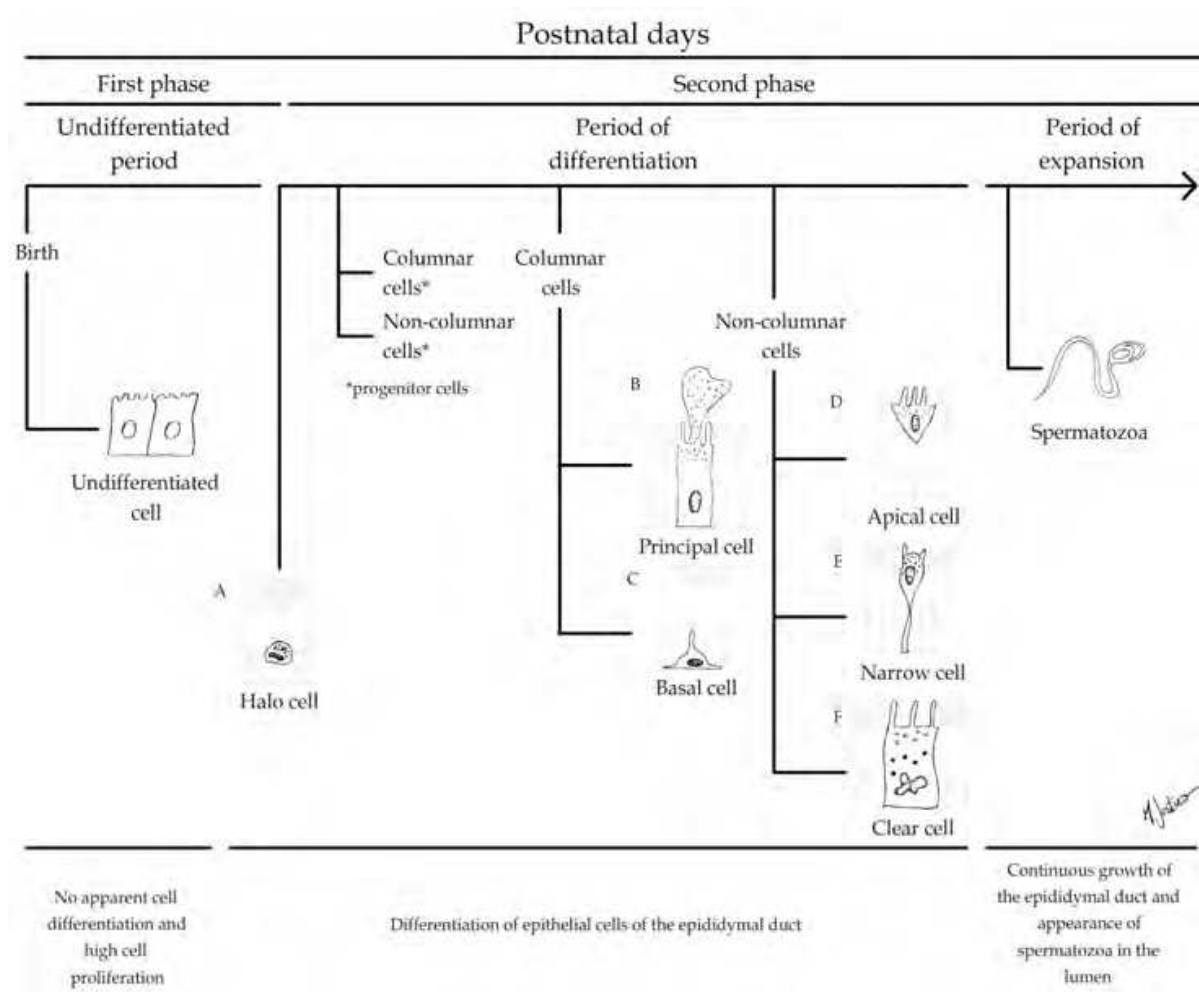 Postnatal days
First phase
Second phase
Undifferentiated
period
Period of
differentiation
Period of
expansion
Birth
Columnar
cells*
Non-columnar
cells*
*progenitor cells
Columnar
cells
Non-columnar
cells
Undifferentiated
cell
A
Halo cell
B
Principal cell
C
Basal cell
D
Apical cell
E
Narrow cell
F
Clear cell
Spermatozoa
No apparent cell
differentiation and
high cell
proliferation
Differentiation of epithelial cells of the epididymal duct
Continuous growth of
the epididymal duct and
appearance of
spermatozoa in the
lumen